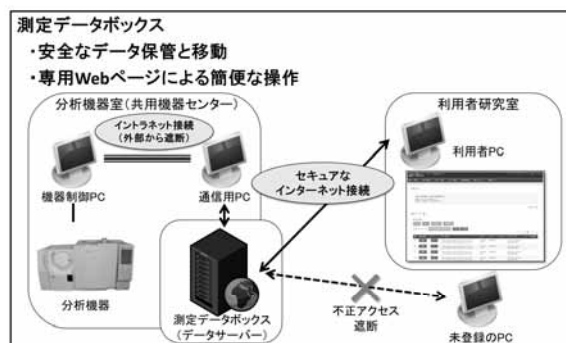 測定データボックス
・安全なデータ保管と移動
・専用Webページによる簡便な操作
分析機器室(共用機器センター)
イントラネット接続
(外部から遮断)
機器制御PC
通信用PC
分析機器
測定データボックス
(データサーバー)
セキュアな
インターネット接続
利用者研究室
利用者PC
不正アクセス
遮断
未登録のPC